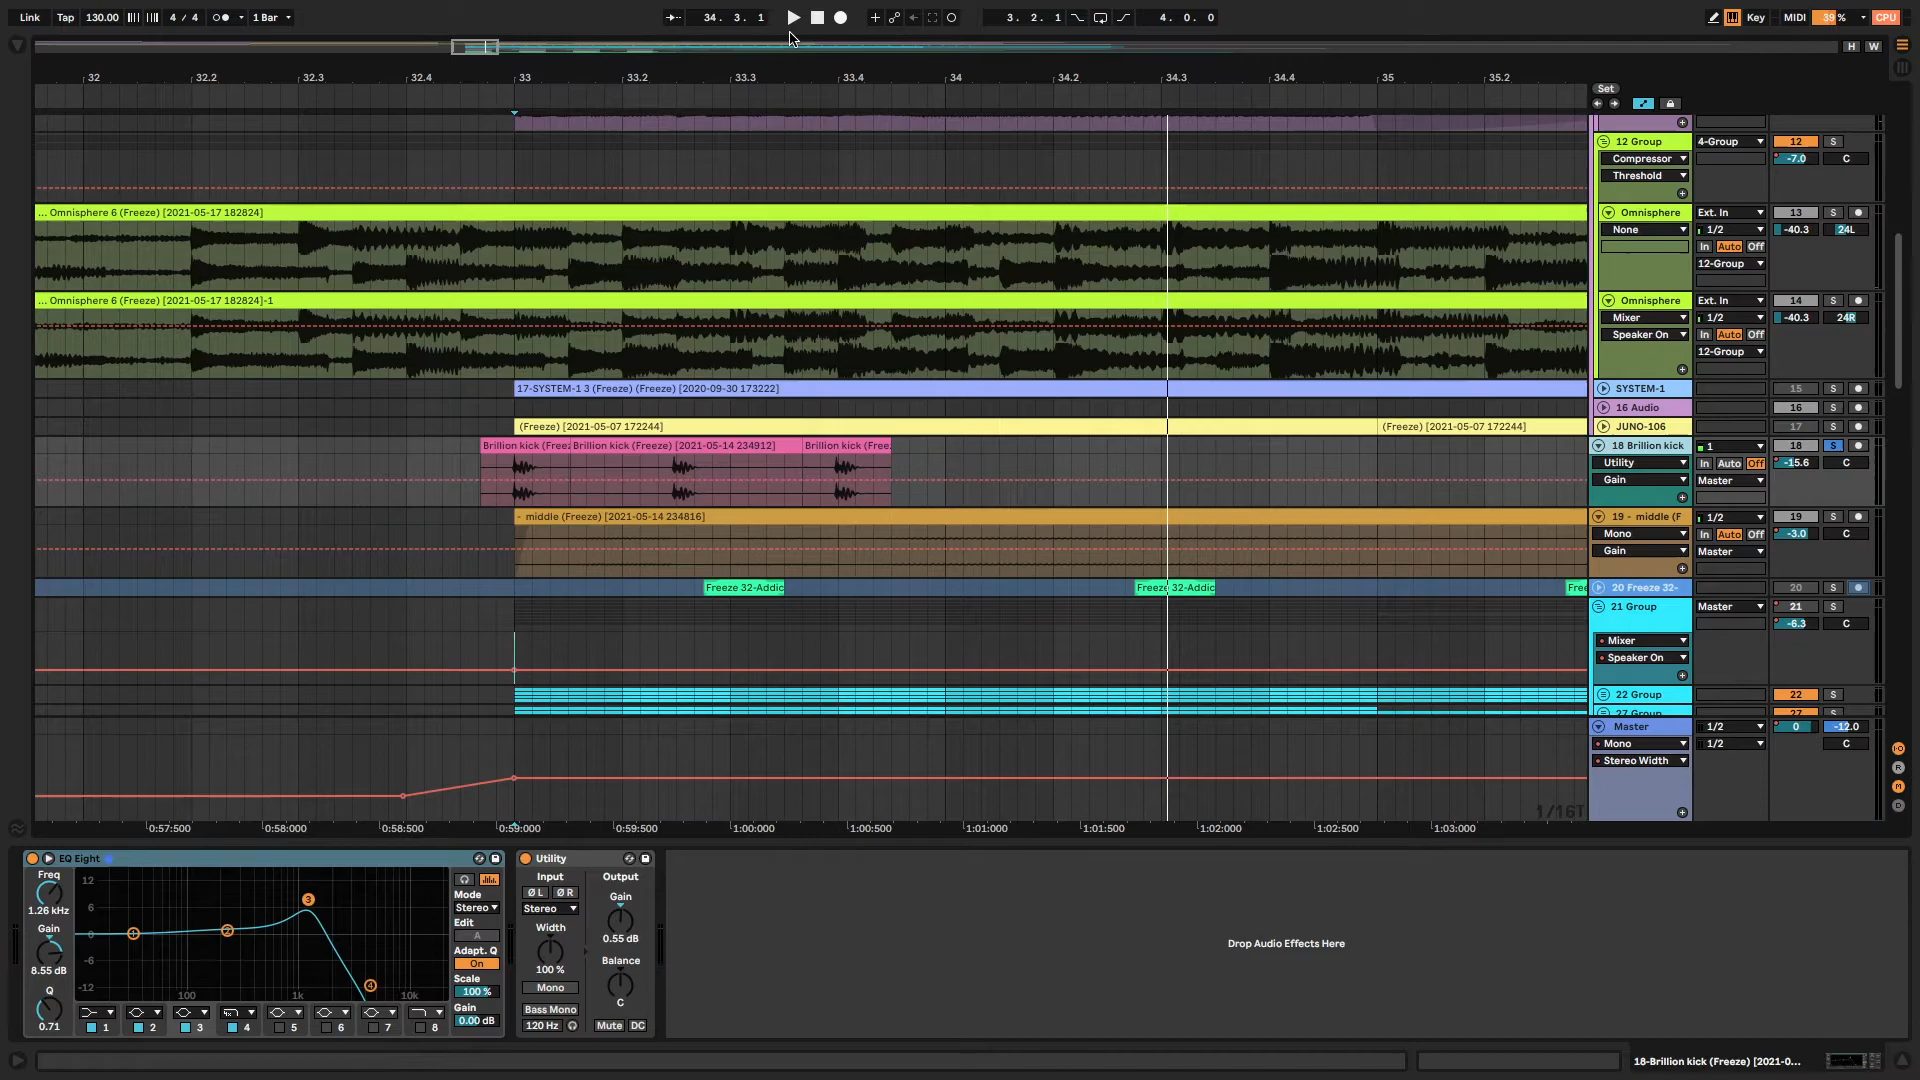 Link Tap 130.00 4 / 4 1 Bar 34. 3. 1 3. 2. 1 4. 0. 0 Key MIDI 39 % CPU
H W
32 32.2 32.3 32.4 33 33.2 33.3 33.4 34 34.2 34.3 34.4 35 35.2
Set
12 Group 4-Group 12 S
Compressor -7.0 C
Threshold
... Omnisphere 6 (Freeze) [2021-05-17 182824] Omnisphere Ext. In 13 S
None 1/2 -40.3 24L
In Auto Off
12-Group
... Omnisphere 6 (Freeze) [2021-05-17 182824]-1 Omnisphere Ext. In 14 S
Mixer 1/2 -40.3 24R
Speaker On In Auto Off
12-Group
17-SYSTEM-1 3 (Freeze) (Freeze) [2020-09-30 173222] SYSTEM-1 15 S
16 Audio 16 S
(Freeze) [2021-05-07 172244] (Freeze) [2021-05-07 172244] JUNO-106 17 S
Brillion kick (Free Brillion kick (Freeze) [2021-05-14 234912] Brillion kick (Free 18 Brillion kick 1 18 S
Utility In Auto Off -15.6 C
Gain Master
- middle (Freeze) [2021-05-14 234816] 19 - middle (F 1/2 19 S
Mono In Auto Off -3.0 C
Gain Master
Freeze 32-Addic Freeze 32-Addic Free 20 Freeze 32- 20 S
21 Group Master 21 S
-6.3 C
Mixer
Speaker On
22 Group 22 S
27 Group 27 S
Master 1/2 0 -12.0
Mono 1/2 C
Stereo Width
1/16T
0:57:500 0:58:000 0:58:500 0:59:000 0:59:500 1:00:000 1:00:500 1:01:000 1:01:500 1:02:000 1:02:500 1:03:000
R
M
D
EQ Eight
Freq
1.26 kHz
Gain
8.55 dB
Q
0.71
12
6
0
-6
-12
100 1k 10k
1 2 3 4
1 2 3 4 5 6 7 8
Mode
Stereo
Edit
A
Adapt. Q
On
Scale
100 %
Gain
0.00 dB
Utility
Input Output
Ø L Ø R Gain
Stereo
Width 0.55 dB
100 % Balance
Mono
C
Bass Mono
120 Hz Mute DC
Drop Audio Effects Here
18-Brillion kick (Freeze) [2021-0...